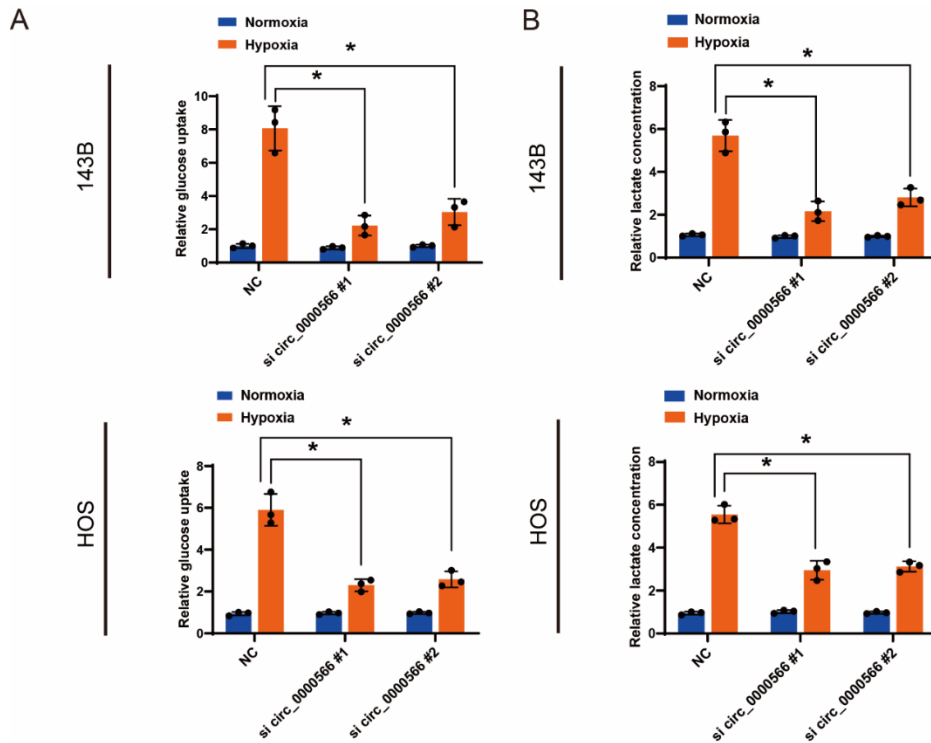 A
143B
Normoxia
Hypoxia
*
*
Relative glucose uptake
10
8
6
4
2
0
NC
si circ_0000566 #1
si circ_0000566 #2
B
143B
Normoxia
Hypoxia
*
*
Relative lactate concentration
8
6
4
2
0
NC
si circ_0000566 #1
si circ_0000566 #2
HOS
Normoxia
Hypoxia
*
*
Relative glucose uptake
8
6
4
2
0
NC
si circ_0000566 #1
si circ_0000566 #2
HOS
Normoxia
Hypoxia
*
*
Relative lactate concentration
8
6
4
2
0
NC
si circ_0000566 #1
si circ_0000566 #2